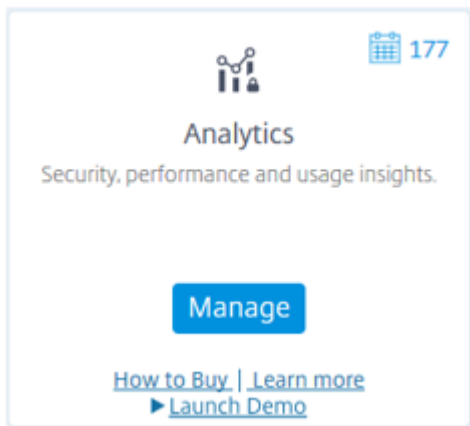 177
Analytics
Security, performance and usage insights.
Manage
How to Buy | Learn more
▶ Launch Demo